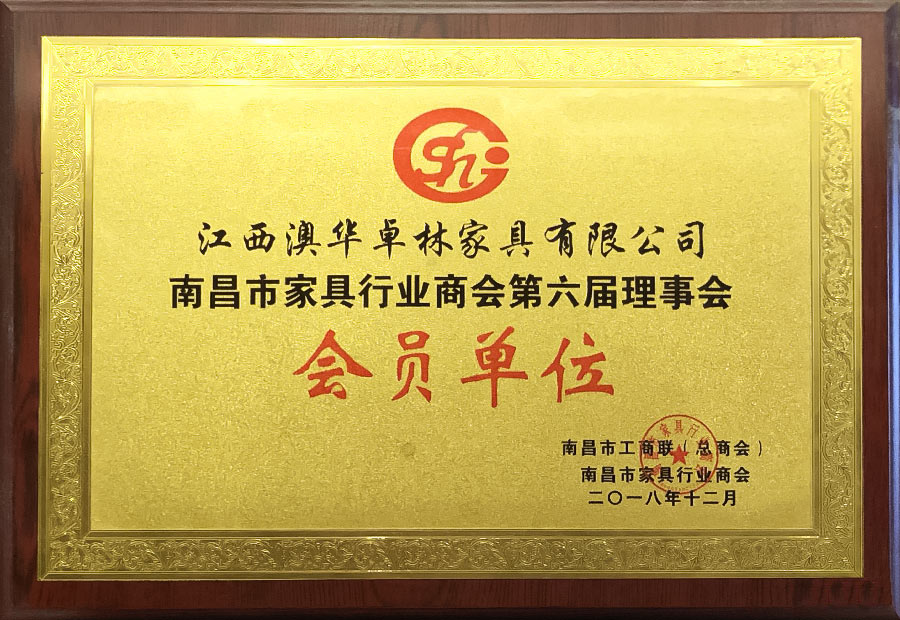 江西澳华卓林家具有限公司
南昌市家具行业商会第六届理事会
会员单位
南昌市工商联（总商会）
南昌市家具行业商会
二〇一八年十二月